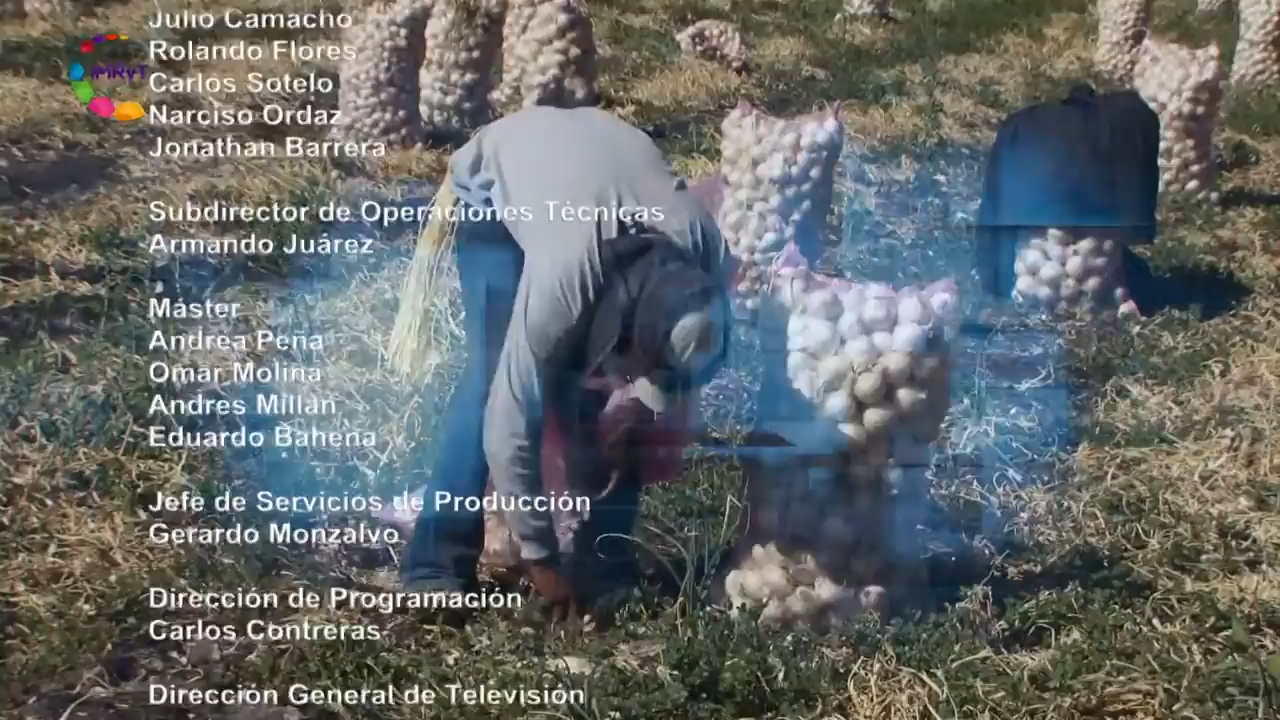 Julio Camacho
Rolando Flores
IMRyT
Carlos Sotelo
Narciso Ordaz
Jonathan Barrera
Subdirector de Operaciones Técnicas
Armando Juárez
Máster
Andrea Peña
Omar Molina
Andres Millán
Eduardo Bahena
Jefe de Servicios de Producción
Gerardo Monzalvo
Dirección de Programación
Carlos Contreras
Dirección General de Televisión